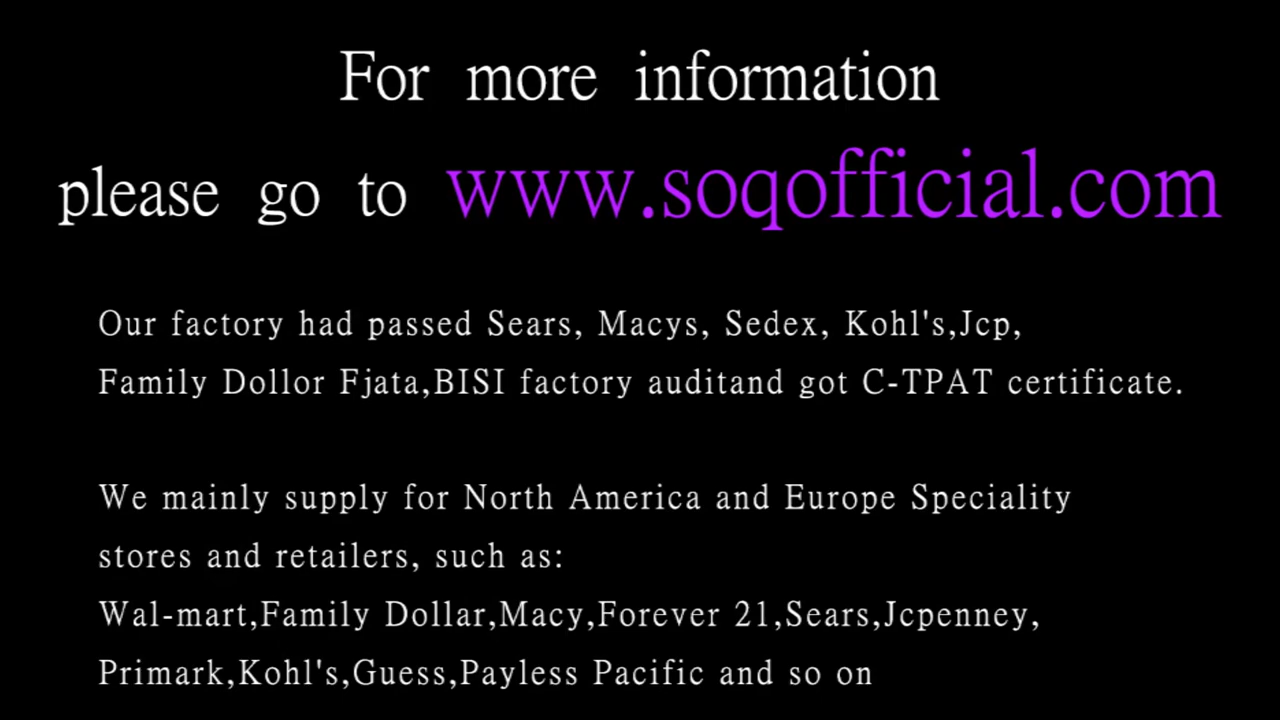 For more information
please go to www.soqofficial.com
Our factory had passed Sears, Macys, Sedex, Kohl's,Jcp,
Family Dollor Fjata,BISI factory auditand got C-TPAT certificate.
We mainly supply for North America and Europe Speciality
stores and retailers, such as:
Wal-mart,Family Dollar,Macy,Forever 21,Sears,Jcpenney,
Primark,Kohl's,Guess,Payless Pacific and so on